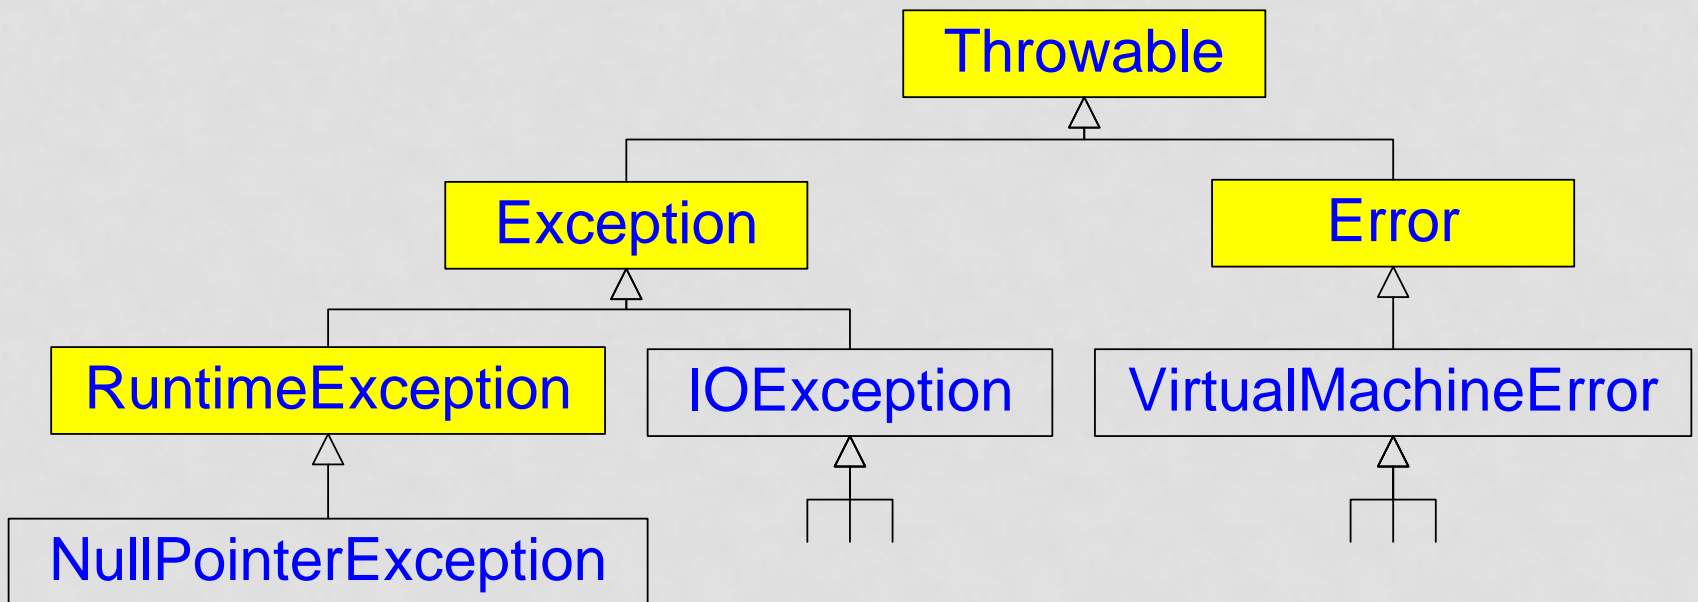 Throwable
Exception
Error
RuntimeException
IOException
VirtualMachineError
NullPointerException